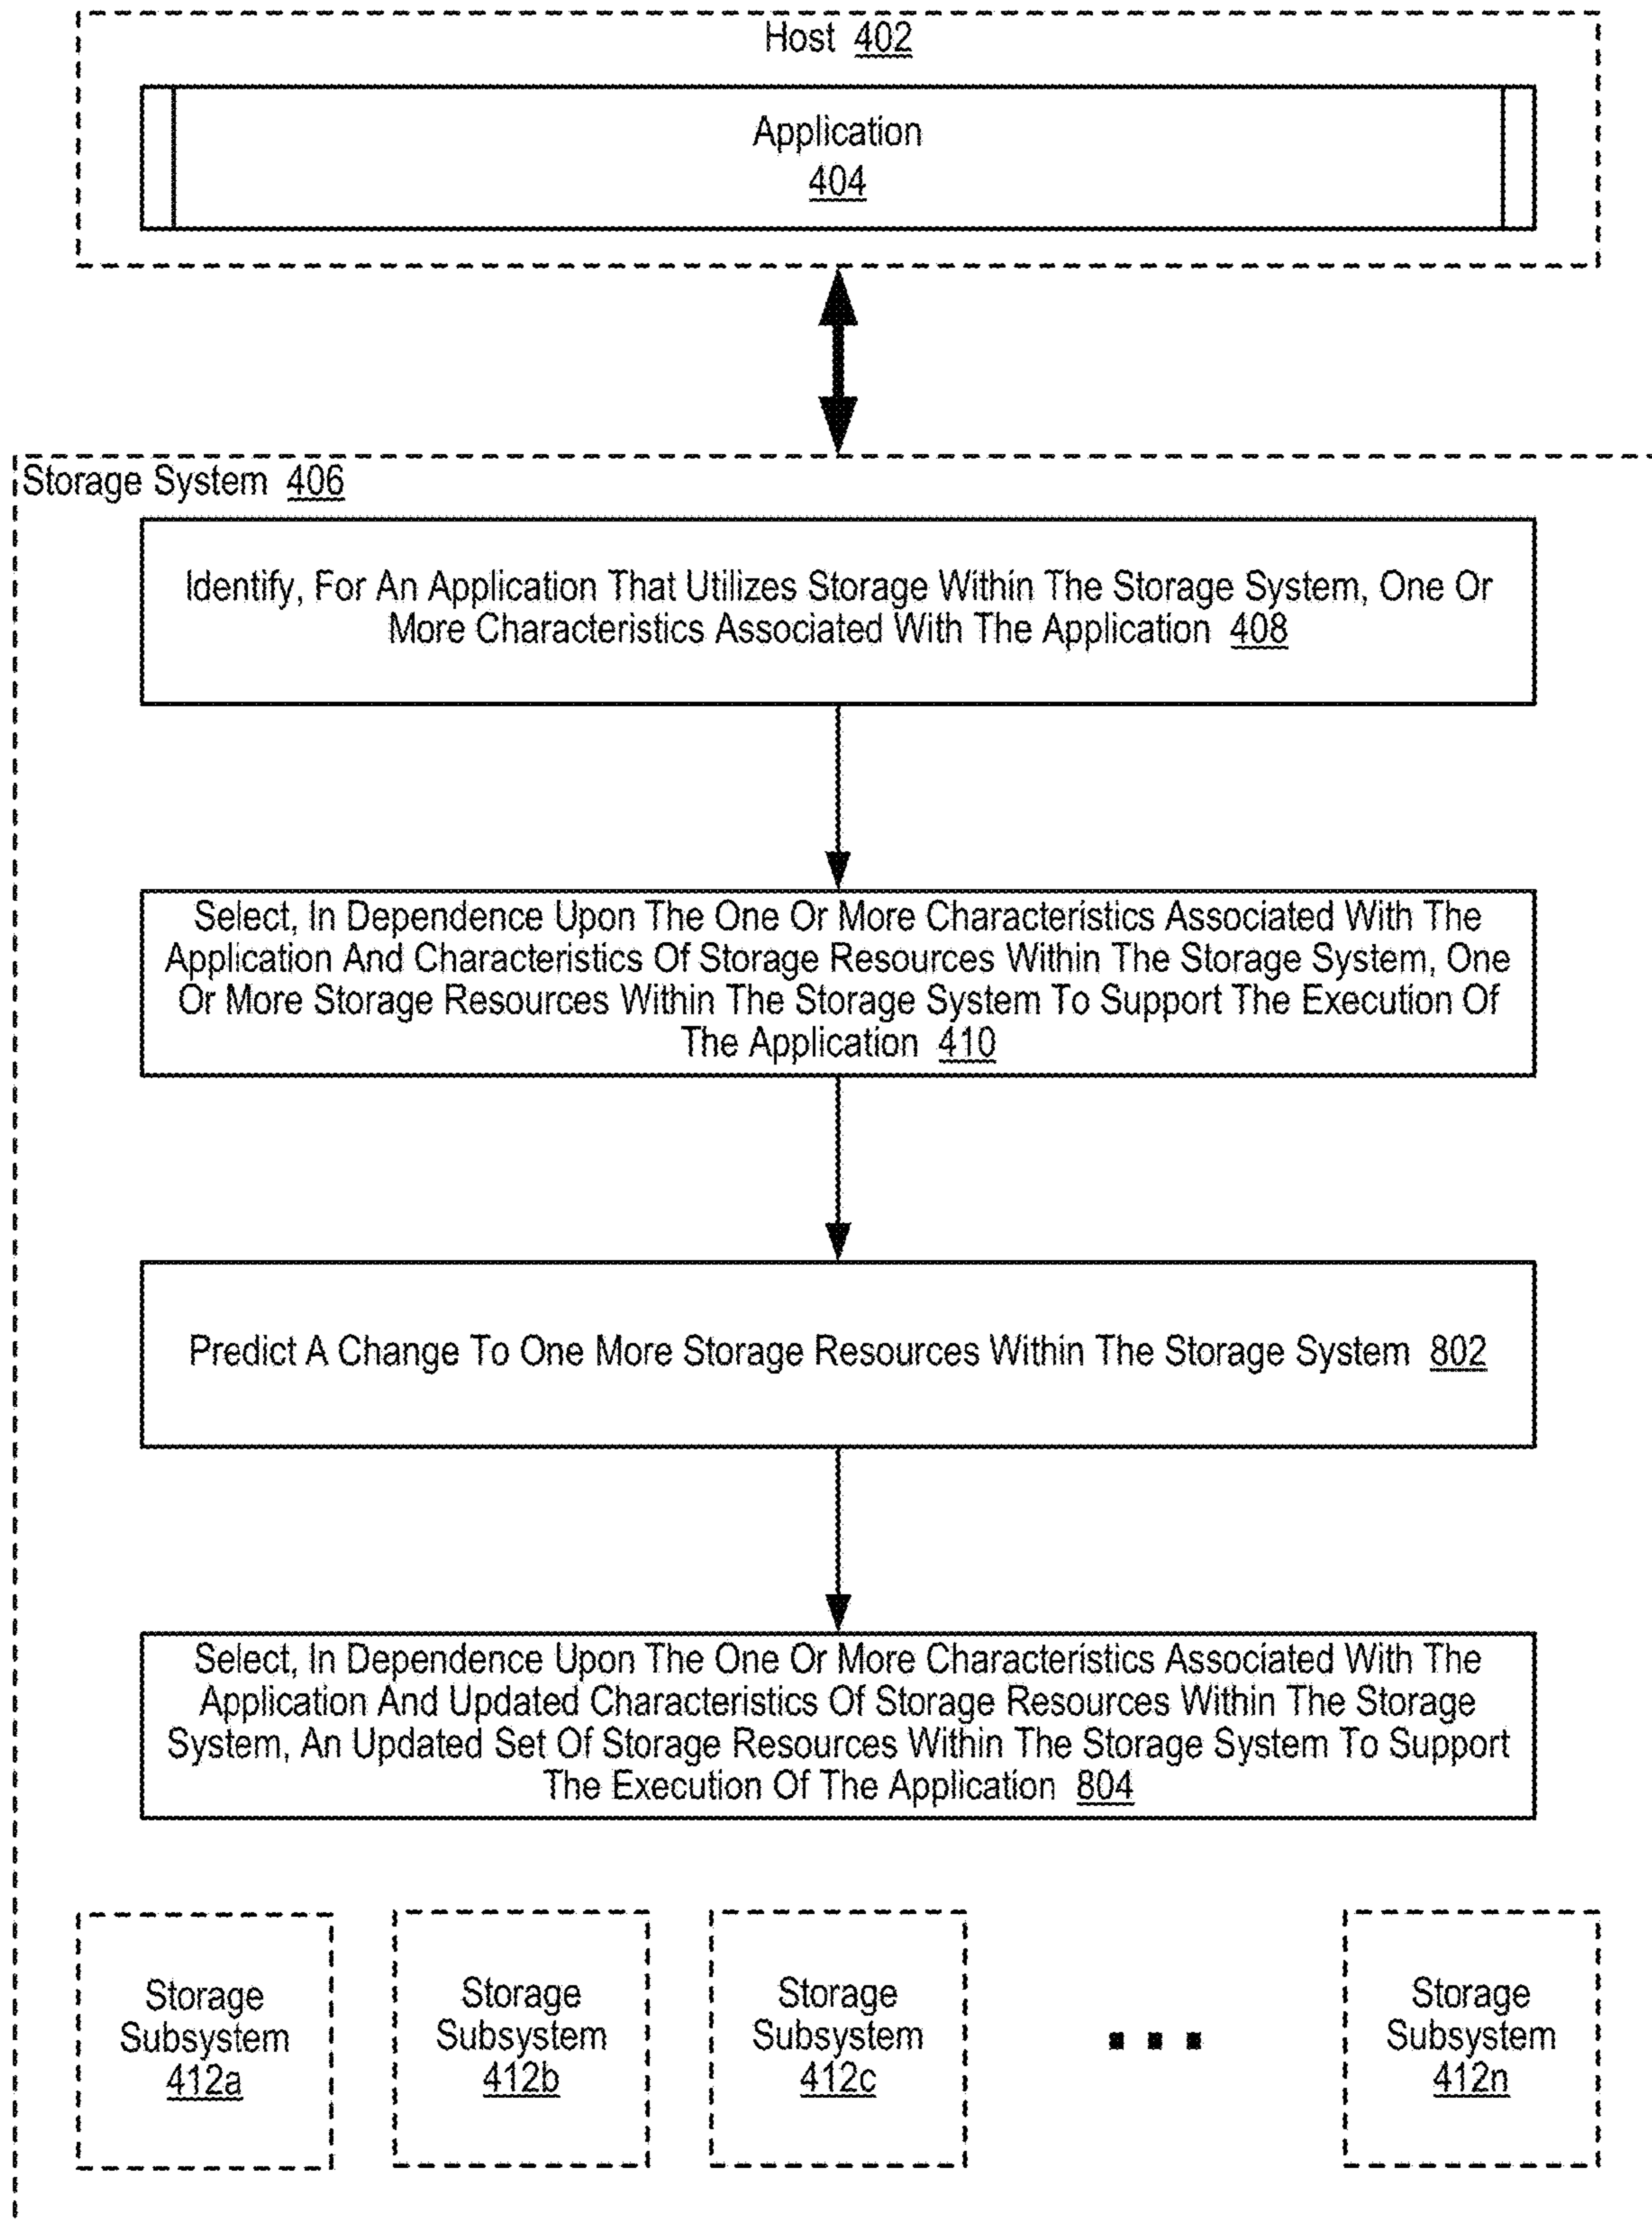 Host 402
Application
404
Storage System 406
Identify, For An Application That Utilizes Storage Within The Storage System, One Or
More Characteristics Associated With The Application 408
Select, In Dependence Upon The One Or More Characteristics Associated With The
Application And Characteristics Of Storage Resources Within The Storage System, One
Or More Storage Resources Within The Storage System To Support The Execution Of
The Application 410
Predict A Change To One More Storage Resources Within The Storage System 802
Select, In Dependence Upon The One Or More Characteristics Associated With The
Application And Updated Characteristics Of Storage Resources Within The Storage
System, An Updated Set Of Storage Resources Within The Storage System To Support
The Execution Of The Application 804
Storage
Subsystem
412a
Storage
Subsystem
412b
Storage
Subsystem
412c
...
Storage
Subsystem
412n